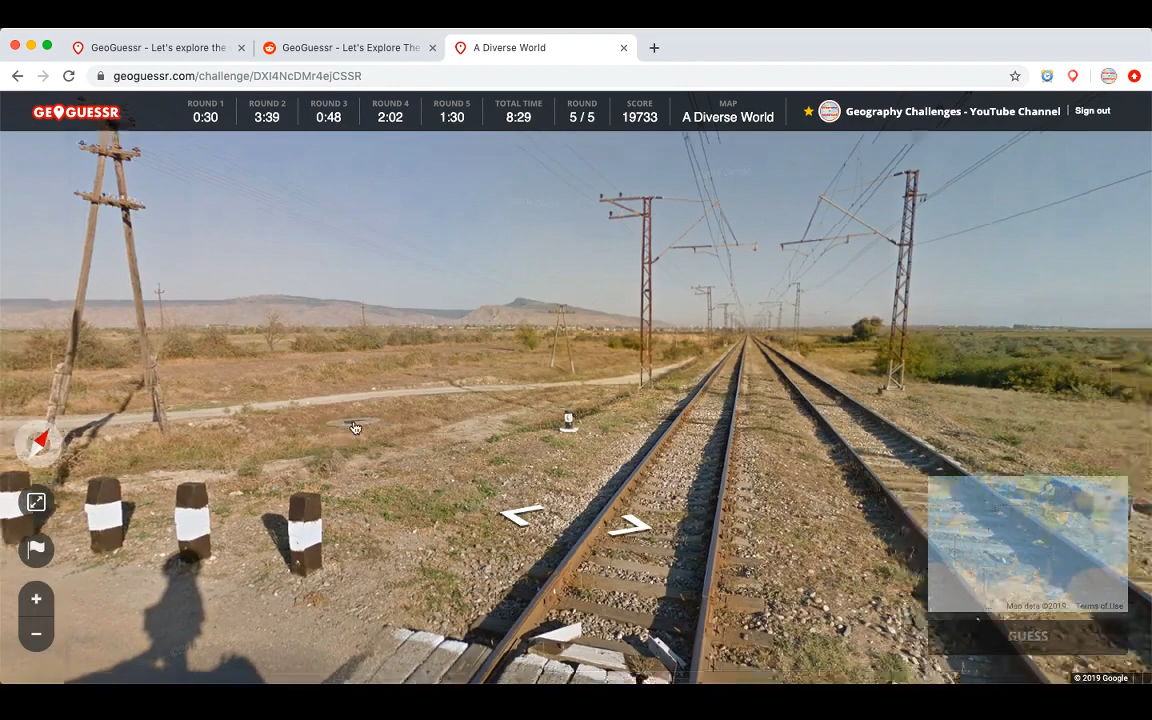 GeoGuessr - Let's explore the
GeoGuessr - Let's Explore The
A Diverse World
geoguessr.com/challenge/DXI4NcDMr4ejCSSR
GEOGUESSR
ROUND 1
0:30
ROUND 2
3:39
ROUND 3
0:48
ROUND 4
2:02
ROUND 5
1:30
TOTAL TIME
8:29
ROUND
5 / 5
SCORE
19733
MAP
A Diverse World
Geography Challenges - YouTube Channel
Sign out
Map data ©2019
Terms of Use
GUESS
© 2019 Google